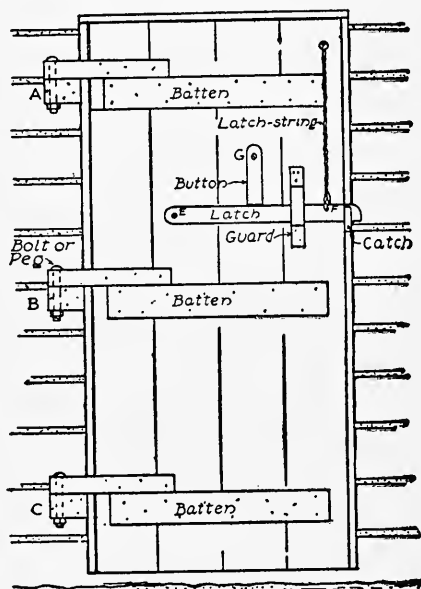 A
Batten
Latch-string
G
Button
E
Latch
F
Guard
Catch
Bolt or
Peg
B
Batten
C
Batten